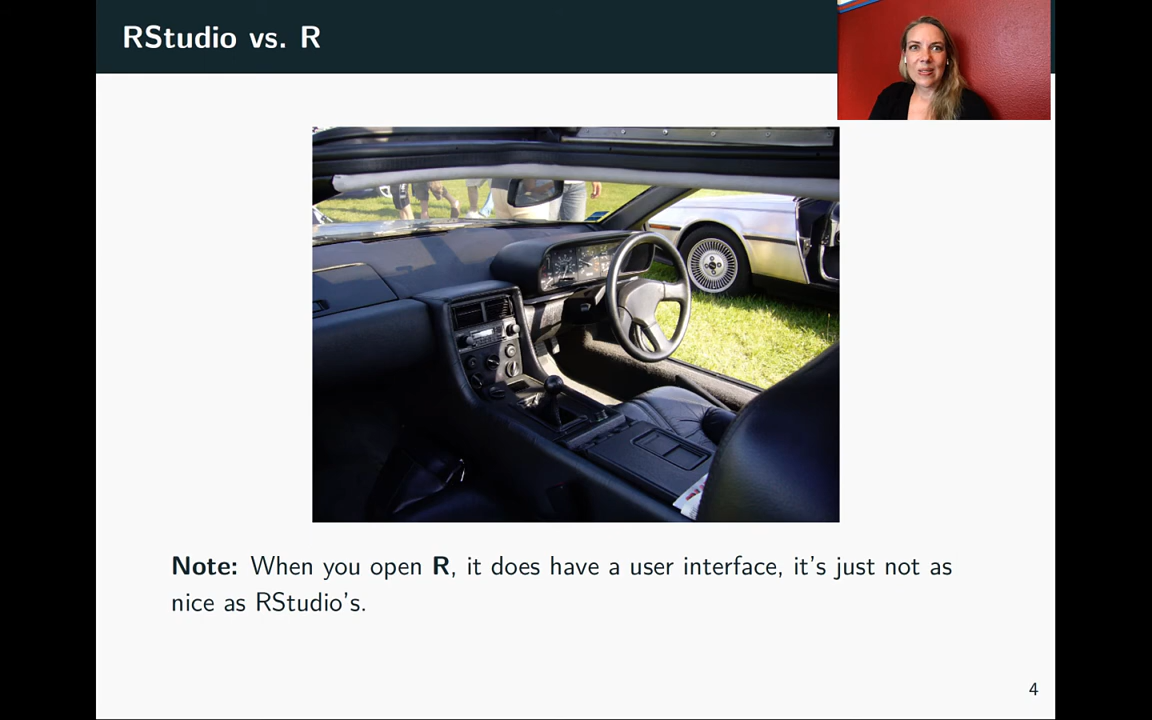 RStudio vs. R
Note: When you open R, it does have a user interface, it's just not as
nice as RStudio's.
4